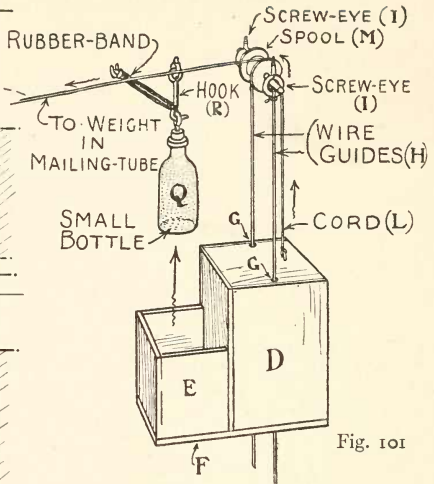 SCREW-EYE (I)
SPOOL (M)
RUBBER-BAND
HOOK
(R)
SCREW-EYE
(I)
TO WEIGHT
IN
MAILING-TUBE
WIRE
GUIDES (H)
Q
SMALL
BOTTLE
G
CORD (L)
G
D
E
F
Fig. 101